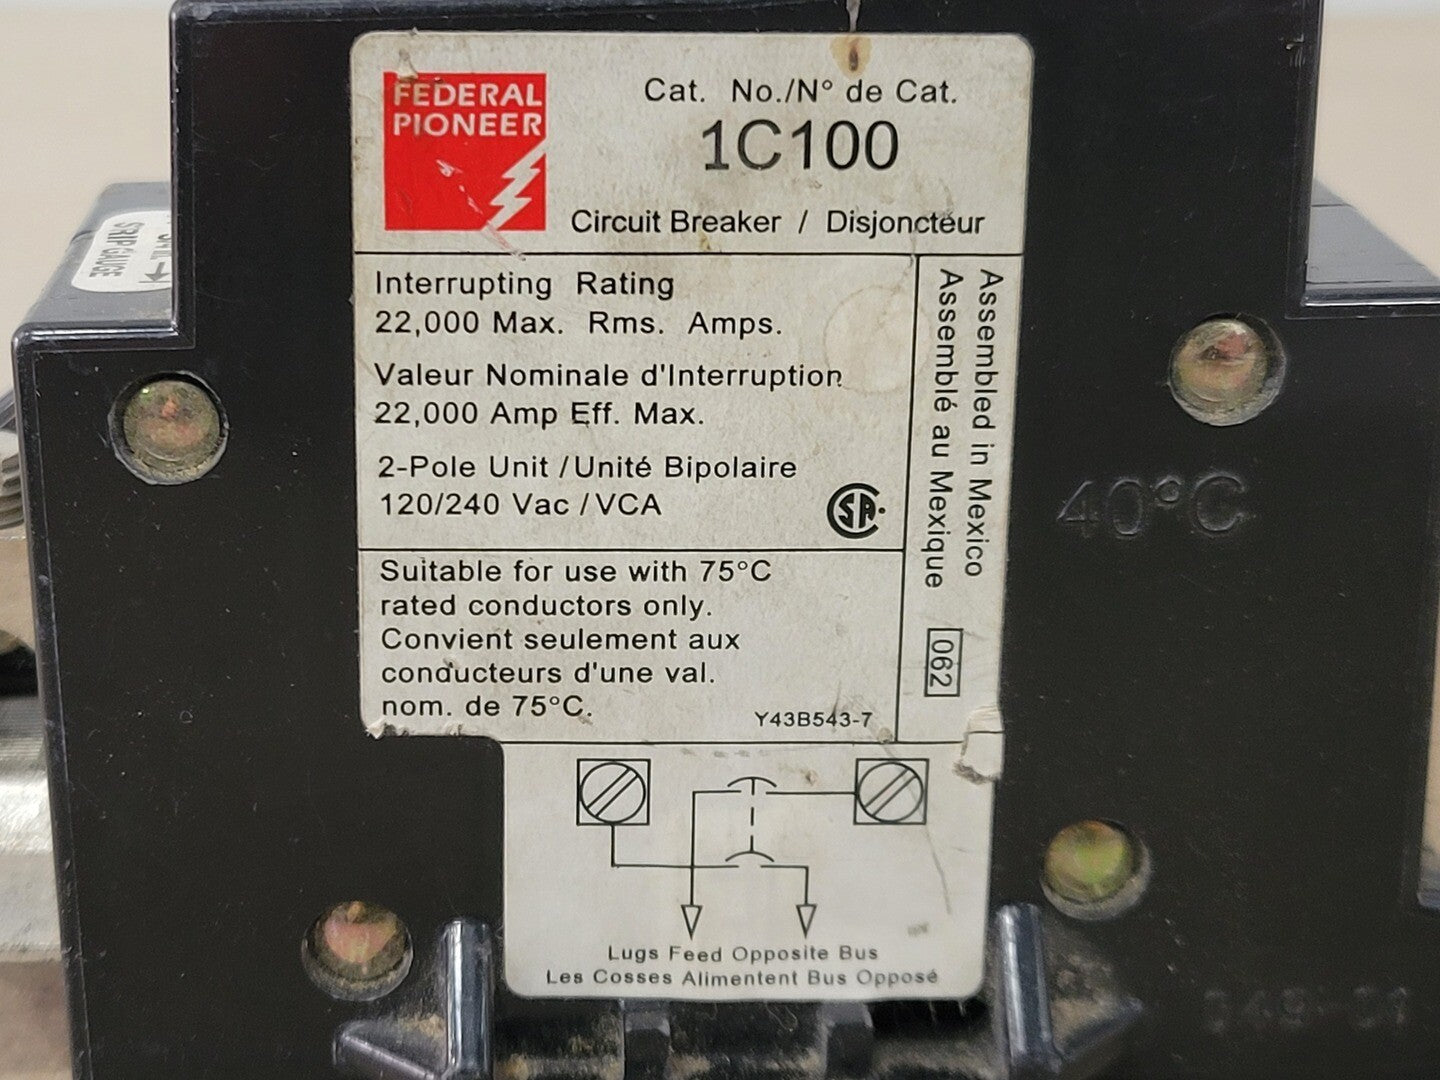 FEDERAL
PIONEER
Cat. No./N° de Cat.
1C100
Circuit Breaker / Disjoncteur
Interrupting Rating
22,000 Max. Rms. Amps.
Valeur Nominale d'Interruption
22,000 Amp Eff. Max.
2-Pole Unit / Unité Bipolaire
120/240 Vac / VCA
Assembled in Mexico
Assemblé au Mexique
062
Suitable for use with 75°C
rated conductors only.
Convient seulement aux
conducteurs d'une val.
nom. de 75°C.
Y43B543-7
Lugs Feed Opposite Bus
Les Cosses Alimentent Bus Opposé
40°C
STRIP GAUGE